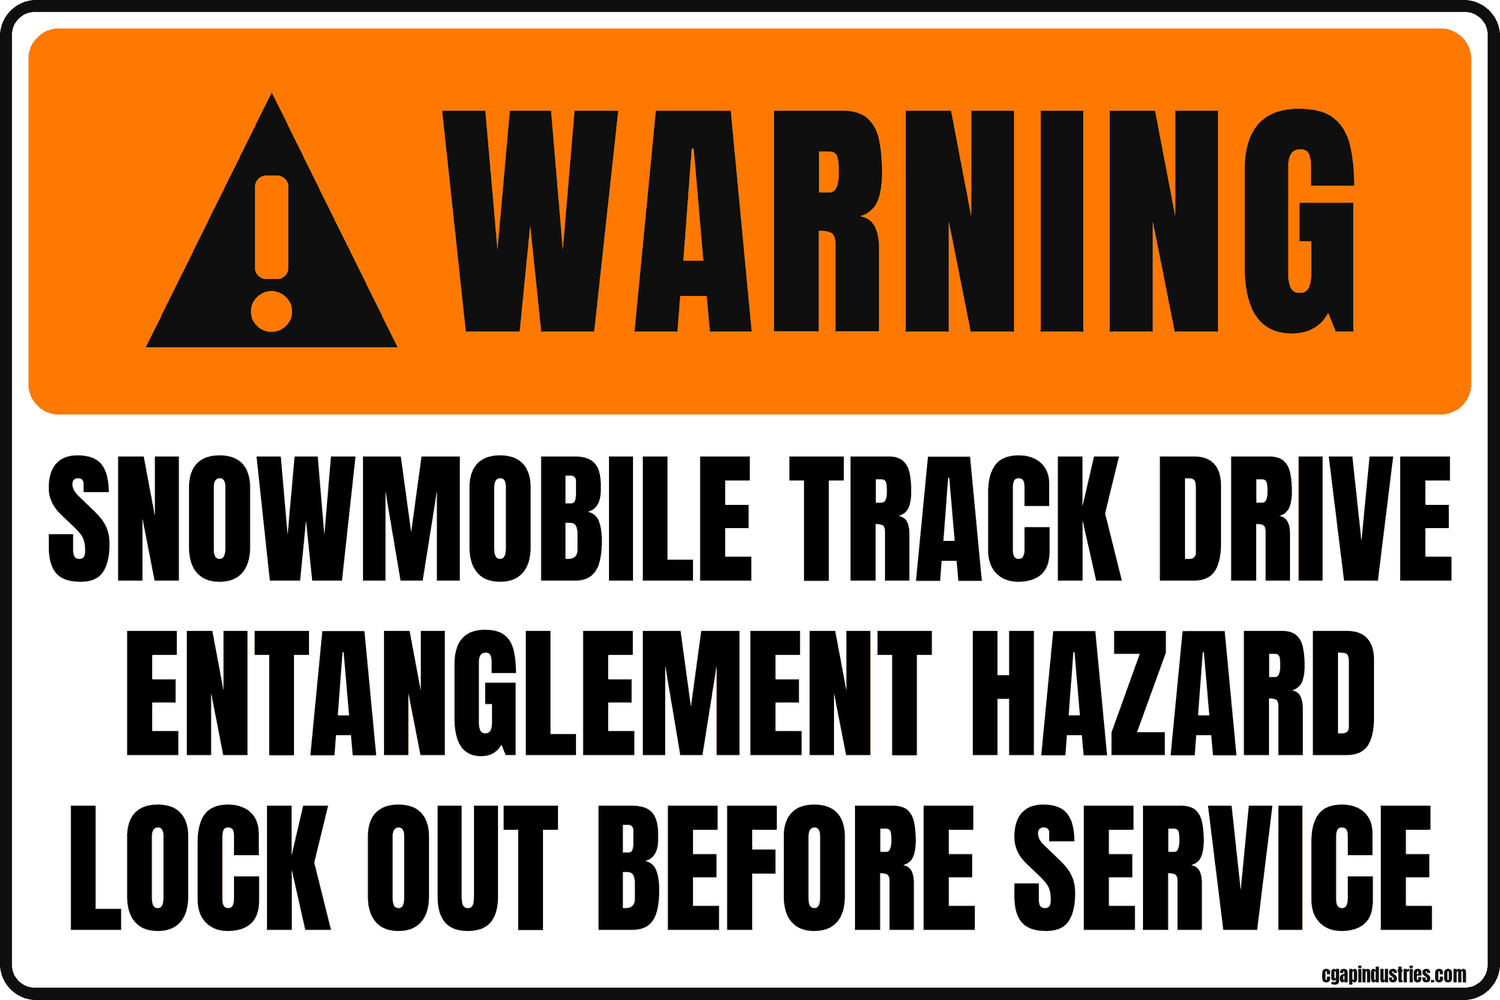 WARNING
SNOWMOBILE TRACK DRIVE
ENTANGLEMENT HAZARD
LOCK OUT BEFORE SERVICE
cgapindustries.com